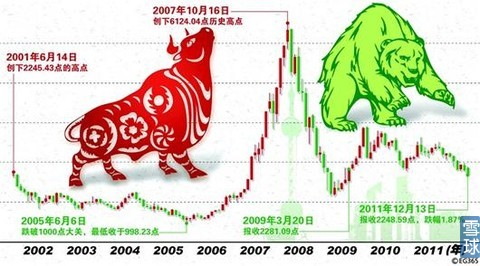 2007年10月16日
创下6124.04点历史高点
2001年6月14日
创下2245.43点的高点
2005年6月6日
跌破1000点大关，最低收于998.23点
2009年3月20日
报收2281.09点
2011年12月13日
报收2248.59点，跌幅1.87%
2002 2003 2004 2005 2006 2007 2008 2009 2010 2011 (年)
©EG365
雪球